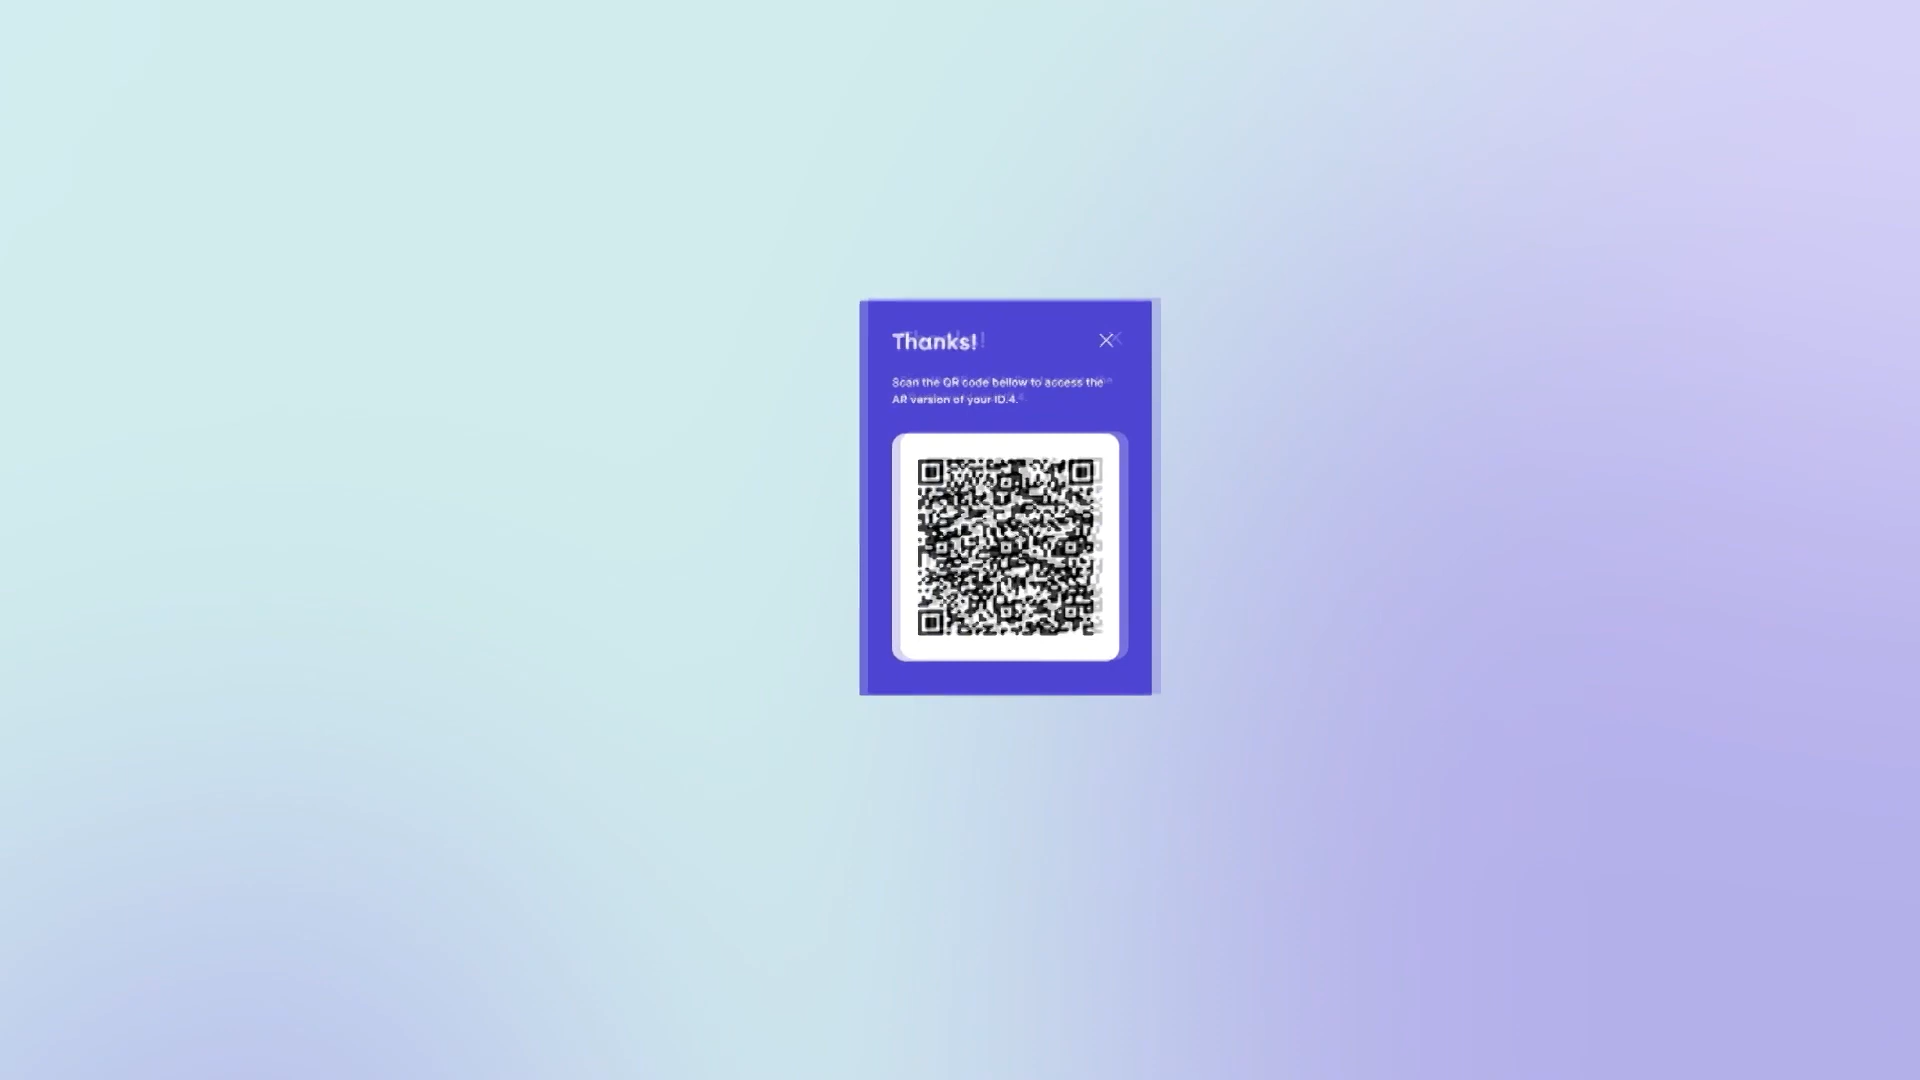 Thanks!
Scan the QR code bellow to access the
AR version of your ID.4.